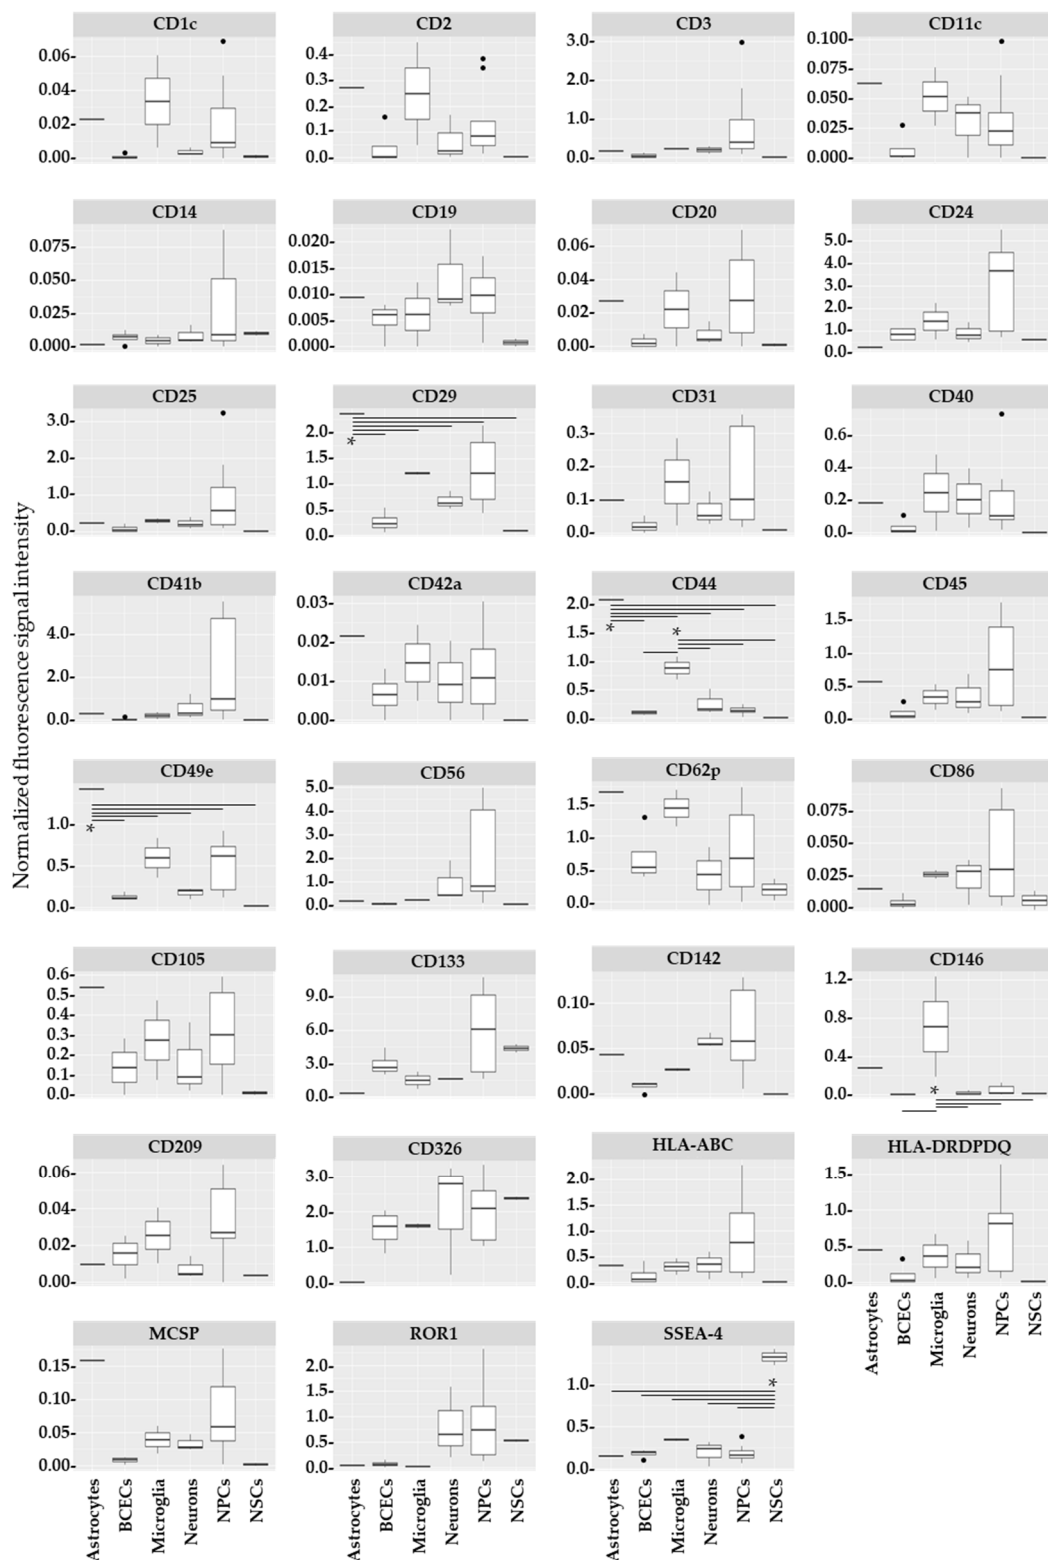 Normalized fluorescence signal intensity
CD1c CD2 CD3 CD11c
0.06 0.4 3.0 0.100
0.04 0.3 2.0 0.075
0.02 0.2 1.0 0.050
0.00 0.1 0.0 0.025
0.0 0.000
CD14 CD19 CD20 CD24
0.075 0.020 0.06 5.0
0.050 0.015 0.04 4.0
0.025 0.010 0.02 3.0
0.000 0.005 0.00 2.0
0.000 1.0
0.0
CD25 CD29 CD31 CD40
3.0 2.0 0.3 0.6
2.0 1.5 0.2 0.4
1.0 1.0 0.1 0.2
0.0 0.5 0.0 0.0
0.0
*
CD41b CD42a CD44 CD45
4.0 0.03 2.0 1.5
2.0 0.02 1.5 1.0
0.0 0.01 1.0 0.5
0.00 0.5 0.0
0.0
* *
CD49e CD56 CD62p CD86
1.0 5.0 1.5 0.075
0.5 4.0 1.0 0.050
0.0 3.0 0.5 0.025
2.0 0.0 0.000
1.0
0.0
*
CD105 CD133 CD142 CD146
0.6 9.0 0.10 1.2
0.5 6.0 0.05 0.8
0.4 3.0 0.00 0.4
0.3 0.0 0.0
0.2
0.1
0.0
*
CD209 CD326 HLA-ABC HLA-DRDPDQ
0.06 3.0 2.0 1.5
0.04 2.0 1.5 1.0
0.02 1.0 1.0 0.5
0.00 0.0 0.5 0.0
0.0
Astrocytes
BCECs
Microglia
Neurons
NPCs
NSCs
MCSP ROR1 SSEA-4
0.15 2.0 1.0
0.10 1.5 0.5
0.05 1.0 0.0
0.00 0.5
0.0
*
Astrocytes
BCECs
Microglia
Neurons
NPCs
NSCs
Astrocytes
BCECs
Microglia
Neurons
NPCs
NSCs
Astrocytes
BCECs
Microglia
Neurons
NPCs
NSCs